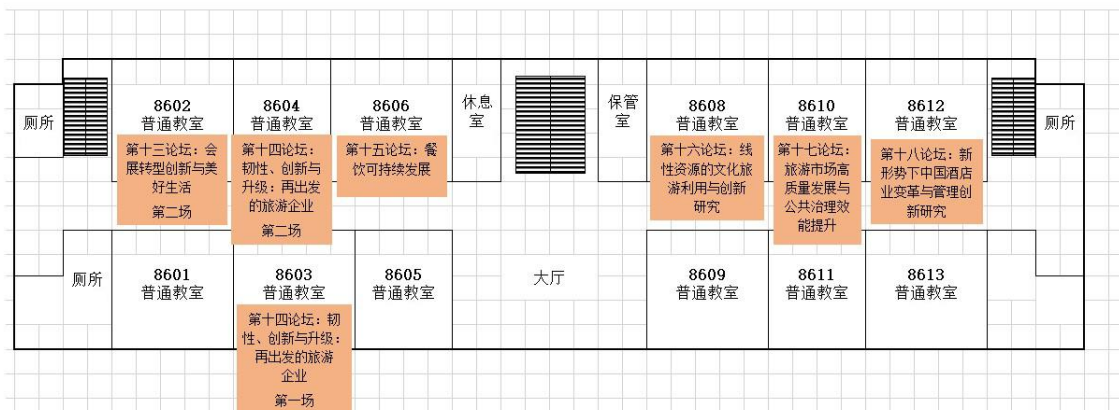 厕所
8602
普通教室
第十三论坛：会
展转型创新与美
好生活
第二场
8604
普通教室
第十四论坛：
韧性、创新与
升级：再出发
的旅游企业
第二场
8606
普通教室
第十五论坛：餐
饮可持续发展
休息
室
保管
室
8608
普通教室
第十六论坛：线
性资源的文化旅
游利用与创新
研究
8610
普通教室
第十七论坛：
旅游市场高
质量发展与
公共治理效
能提升
8612
普通教室
第十八论坛：新
形势下中国酒店
业变革与管理创
新研究
厕所
厕所
8601
普通教室
8603
普通教室
第十四论坛：韧
性、创新与升级：
再出发的旅游
企业
第一场
8605
普通教室
大厅
8609
普通教室
8611
普通教室
8613
普通教室